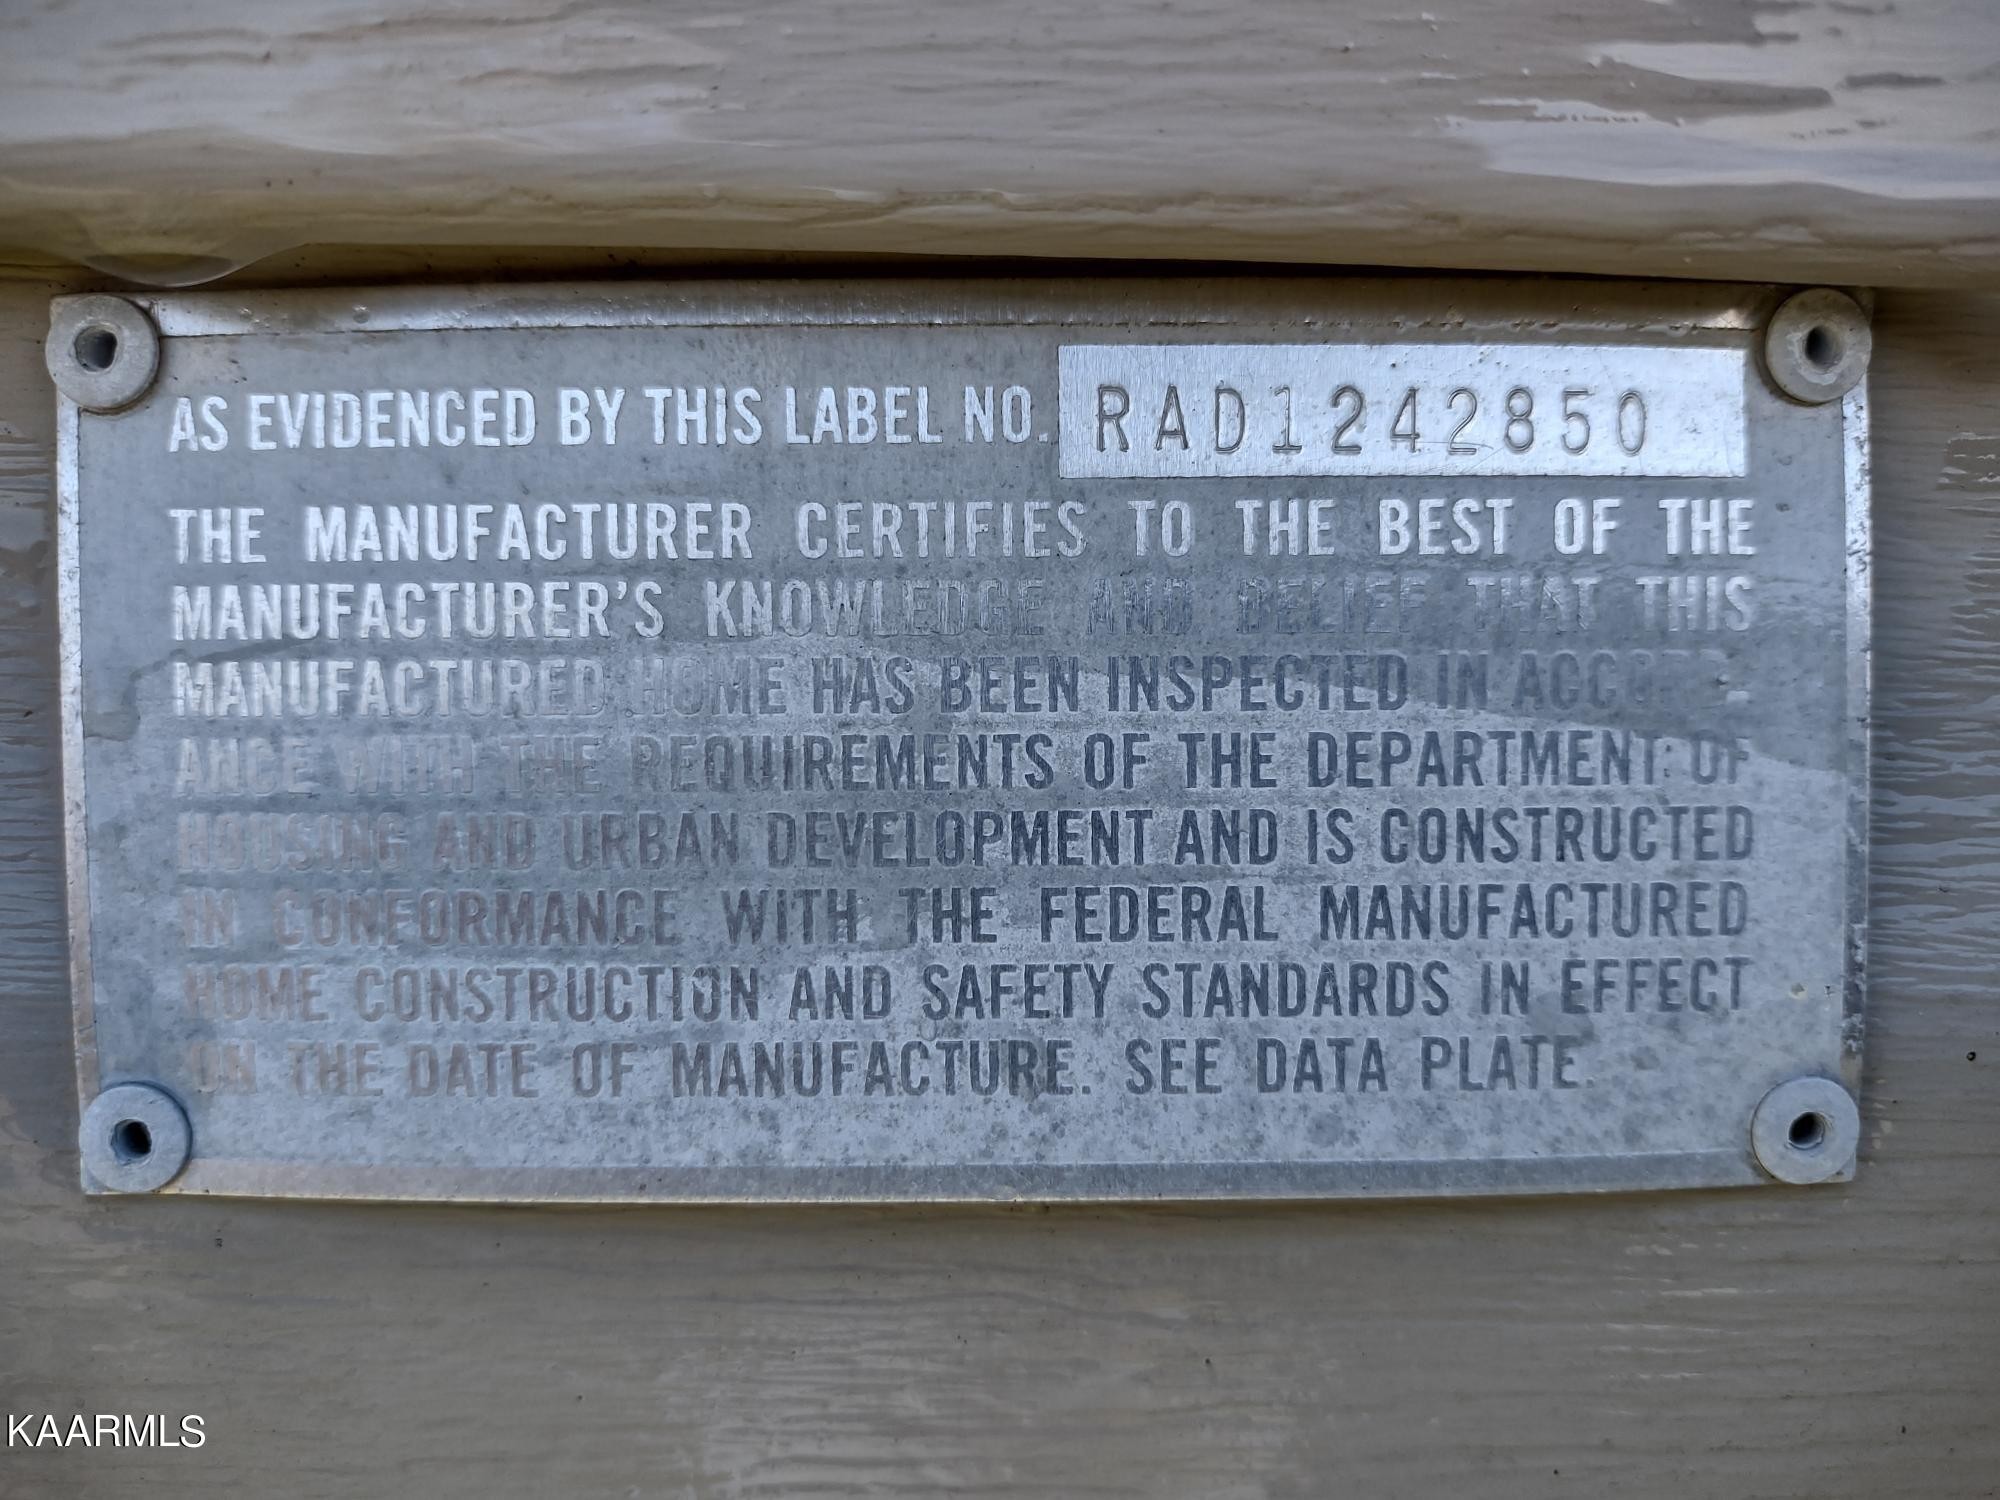 AS EVIDENCED BY THIS LABEL NO. RAD1242850
THE MANUFACTURER CERTIFIES TO THE BEST OF THE
MANUFACTURER'S KNOWLEDGE AND BELIEF THAT THIS
MANUFACTURED HOME HAS BEEN INSPECTED IN ACCORD-
ANCE WITH THE REQUIREMENTS OF THE DEPARTMENT OF
HOUSING AND URBAN DEVELOPMENT AND IS CONSTRUCTED
IN CONFORMANCE WITH THE FEDERAL MANUFACTURED
HOME CONSTRUCTION AND SAFETY STANDARDS IN EFFECT
ON THE DATE OF MANUFACTURE. SEE DATA PLATE.
KAARMLS